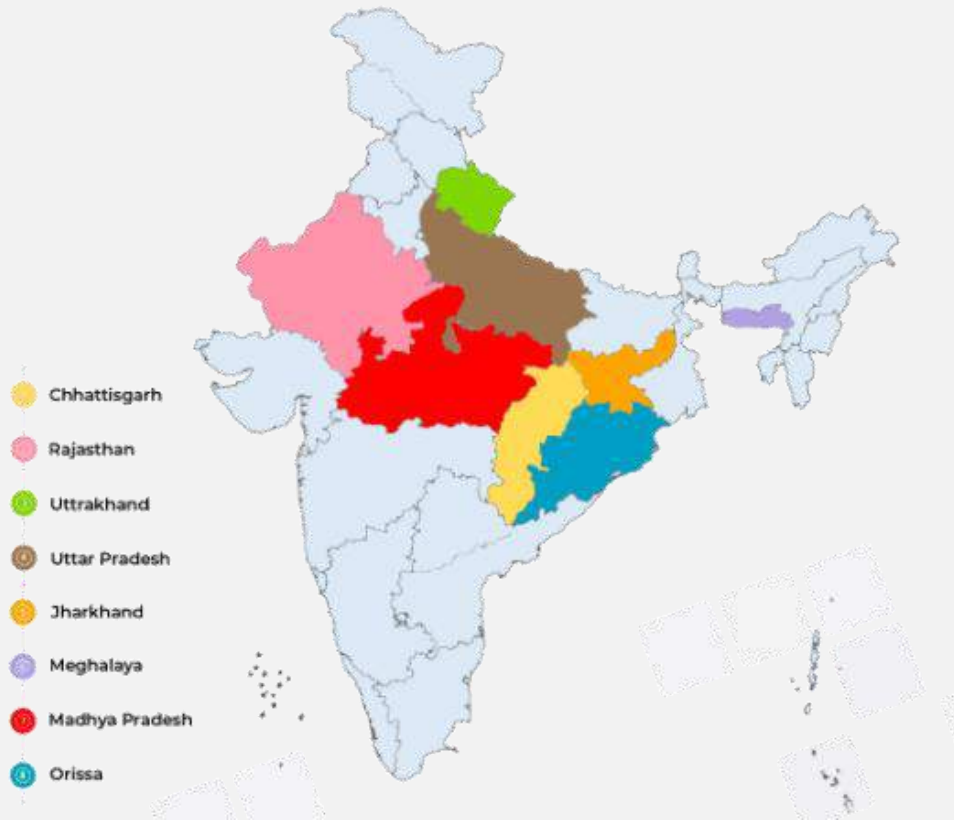 Chhattisgarh
Rajasthan
Uttrakhand
Uttar Pradesh
Jharkhand
Meghalaya
Madhya Pradesh
Orissa